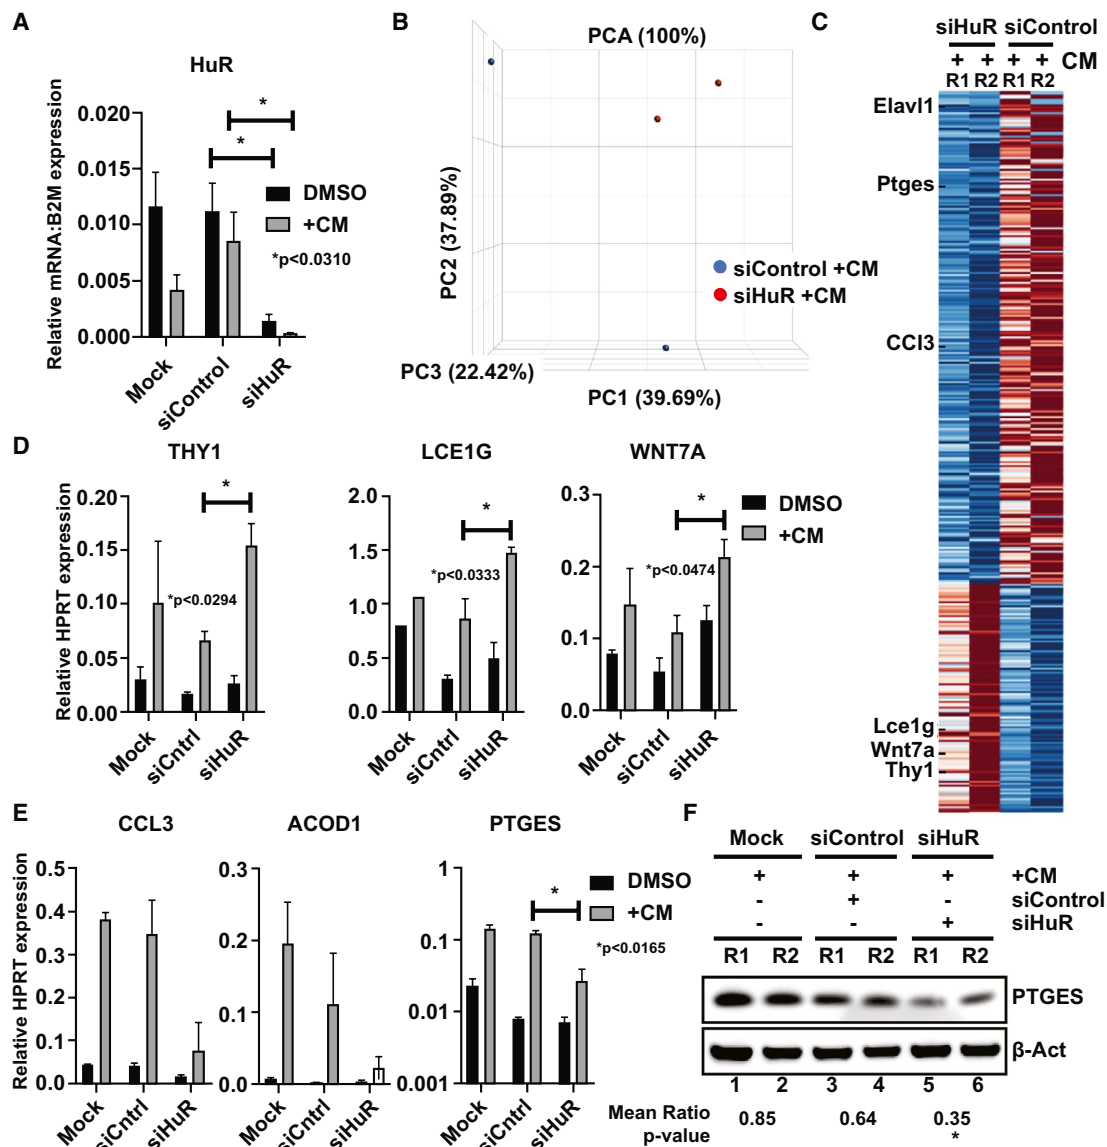 A
HuR
Relative mRNA:B2M expression
0.020
0.015
0.010
0.005
0.000
*
*
DMSO
+CM
*p<0.0310
Mock
siControl
siHuR
B
PCA (100%)
PC2 (37.89%)
siControl +CM
siHuR +CM
PC3 (22.42%)
PC1 (39.69%)
C
siHuR siControl
+ + + + CM
R1 R2 R1 R2
Elavl1
Ptges
CCl3
Lce1g
Wnt7a
Thy1
D
Relative HPRT expression
THY1
0.20
0.15
0.10
0.05
0.00
*
*p<0.0294
Mock
siCntrl
siHuR
LCE1G
2.0
1.5
1.0
0.5
0.0
*
*p<0.0333
Mock
siCntrl
siHuR
WNT7A
0.3
0.2
0.1
0.0
*
*p<0.0474
DMSO
+CM
Mock
siCntrl
siHuR
E
Relative HPRT expression
CCL3
0.5
0.4
0.3
0.2
0.1
0.0
Mock
siCntrl
siHuR
ACOD1
0.3
0.2
0.1
0.0
Mock
siCntrl
siHuR
PTGES
1
0.1
0.01
0.001
*
DMSO
+CM
*p<0.0165
Mock
siCntrl
siHuR
F
Mock siControl siHuR
+ + + +CM
- + - siControl
- - + siHuR
R1 R2 R1 R2 R1 R2
PTGES
β-Act
1 2 3 4 5 6
Mean Ratio 0.85 0.64 0.35
p-value *